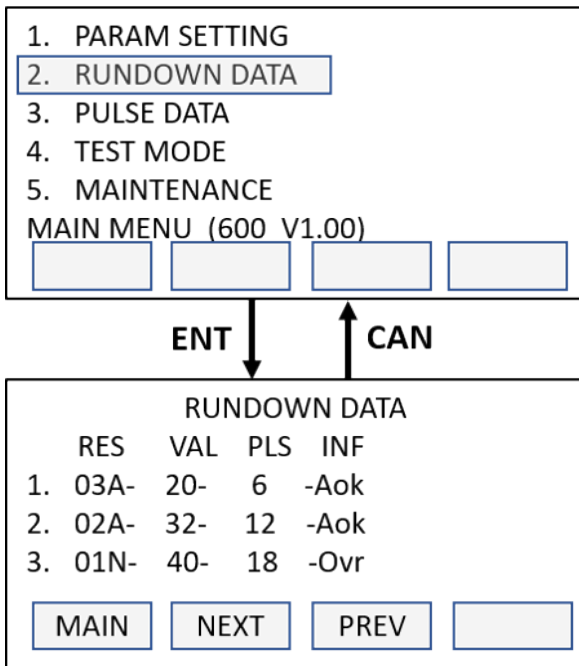 1. PARAM SETTING
2. RUNDOWN DATA
3. PULSE DATA
4. TEST MODE
5. MAINTENANCE
MAIN MENU (600 V1.00)
ENT CAN
RUNDOWN DATA
RES VAL PLS INF
1. 03A- 20- 6 -Aok
2. 02A- 32- 12 -Aok
3. 01N- 40- 18 -Ovr
MAIN NEXT PREV